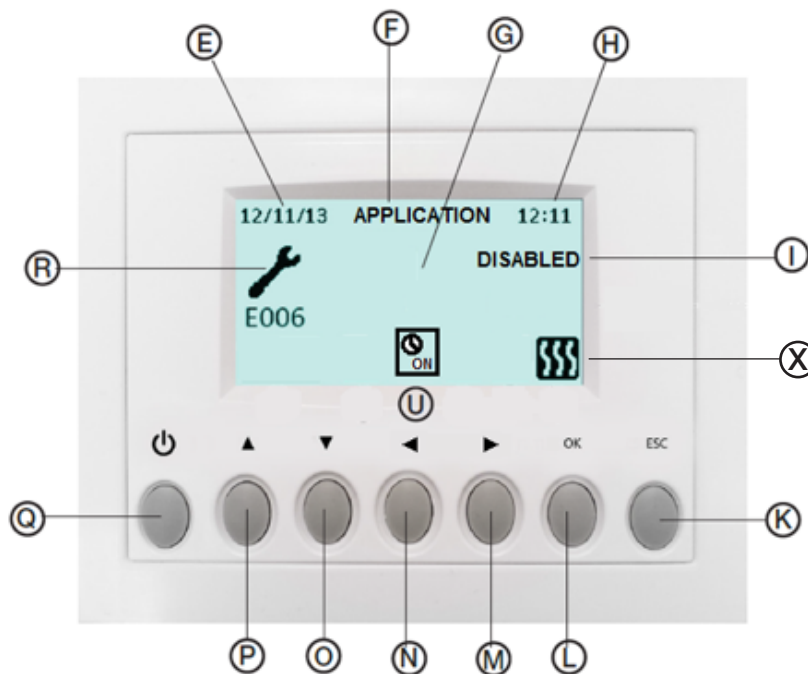 E F G H
12/11/13 APPLICATION 12:11
R DISABLED I
E006
ON X
U
OK ESC
Q K
P O N M L